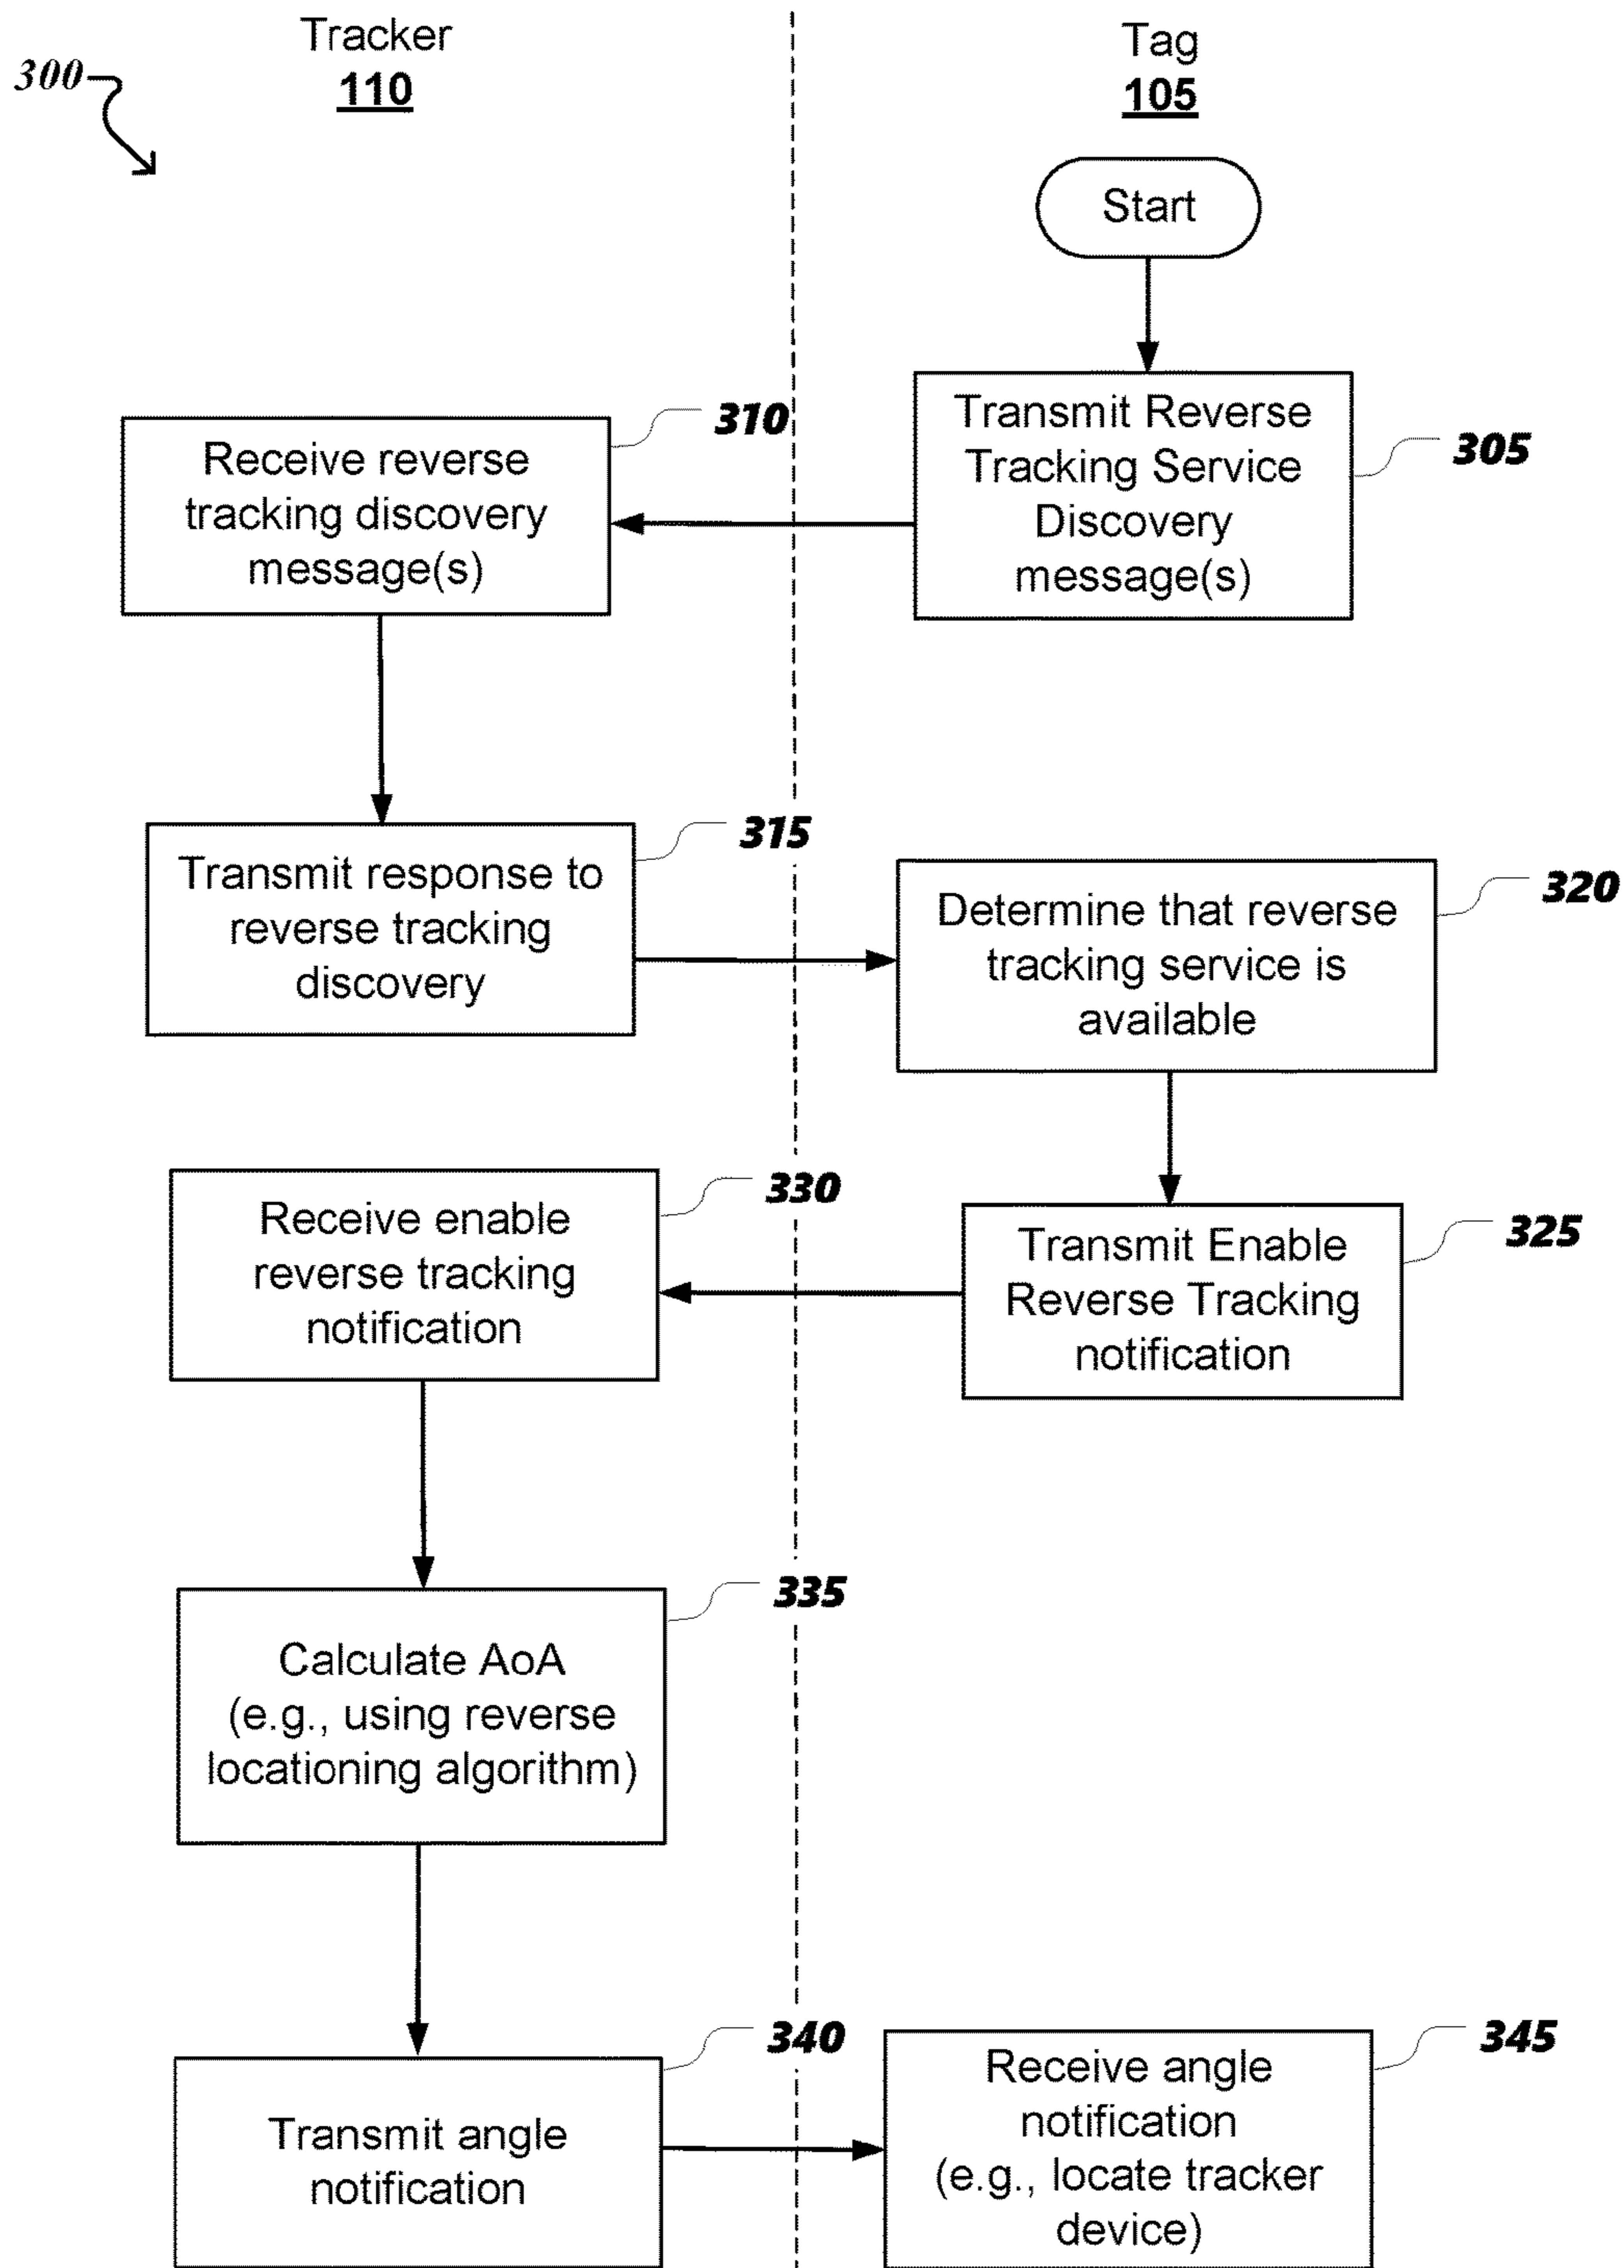 Tracker
110
Tag
105
300
Start
Transmit Reverse
Tracking Service
Discovery
message(s)
305
Receive reverse
tracking discovery
message(s)
310
Transmit response to
reverse tracking
discovery
315
Determine that reverse
tracking service is
available
320
Transmit Enable
Reverse Tracking
notification
325
Receive enable
reverse tracking
notification
330
Calculate AoA
(e.g., using reverse
locationing algorithm)
335
Transmit angle
notification
340
Receive angle
notification
(e.g., locate tracker
device)
345